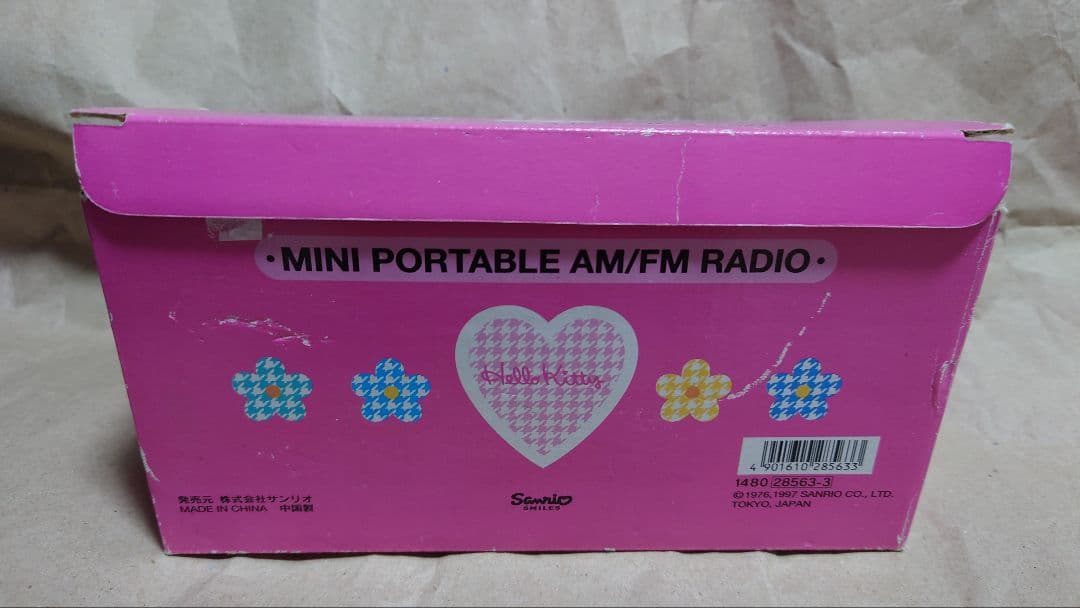 ・MINI PORTABLE AM/FM RADIO・
Hello Kitty
4 901610 285633
1480 28563-3
©1976,1997 SANRIO CO., LTD.
TOKYO, JAPAN
発売元 株式会社サンリオ
MADE IN CHINA 中国製
Sanrio
SMILES